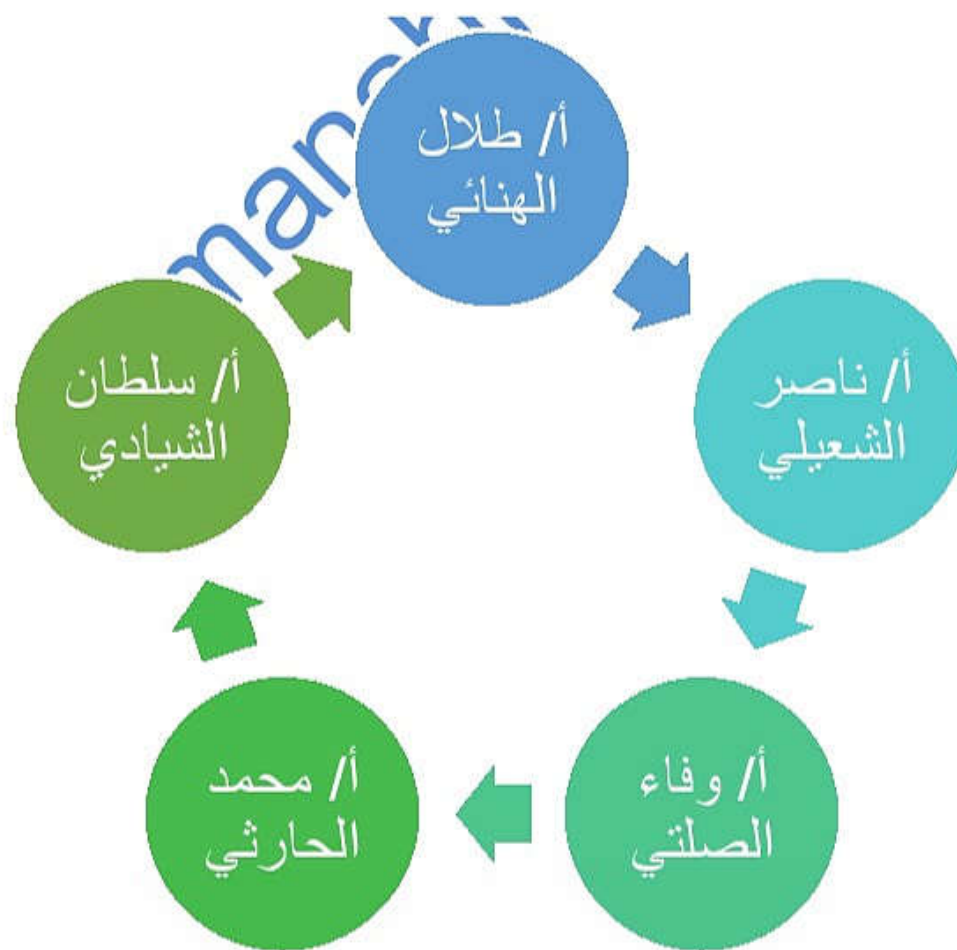 أ/ طلال
الهنائي
أ/ ناصر
الشعيلي
أ/ وفاء
الصلتي
أ/ محمد
الحارثي
أ/ سلطان
الشيادي